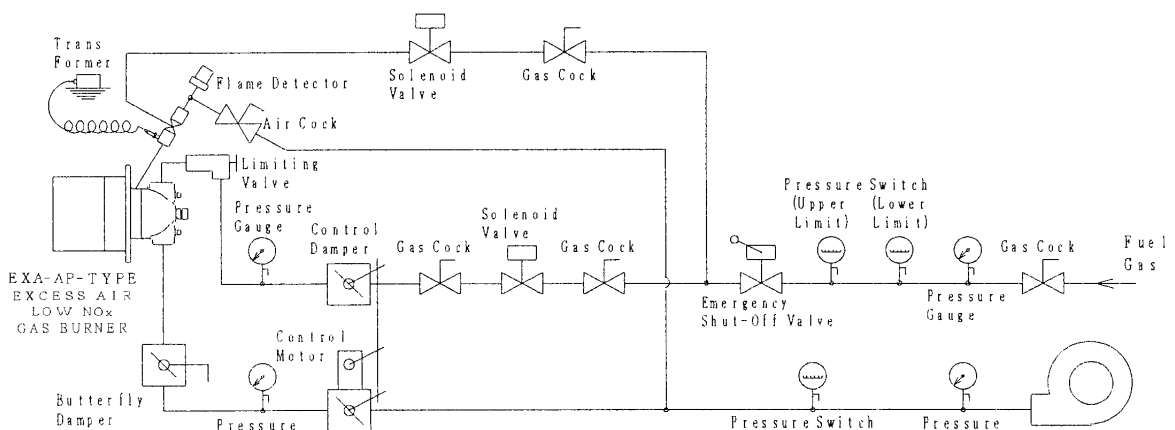 Trans
Former
Flame Detector
Air Cock
Solenoid
Valve
Gas Cock
Limiting
Valve
Pressure
Gauge
Control
Damper
Gas Cock
Solenoid
Valve
Gas Cock
Pressure Switch
(Upper
Limit)
(Lower
Limit)
Gas Cock
Fuel
Gas
Emergency
Shut-Off Valve
Pressure
Gauge
EXA-AP-TYPE
EXCESS AIR
LOW NOx
GAS BURNER
Control
Motor
Butterfly
Damper
Pressure
Pressure Switch
Pressure